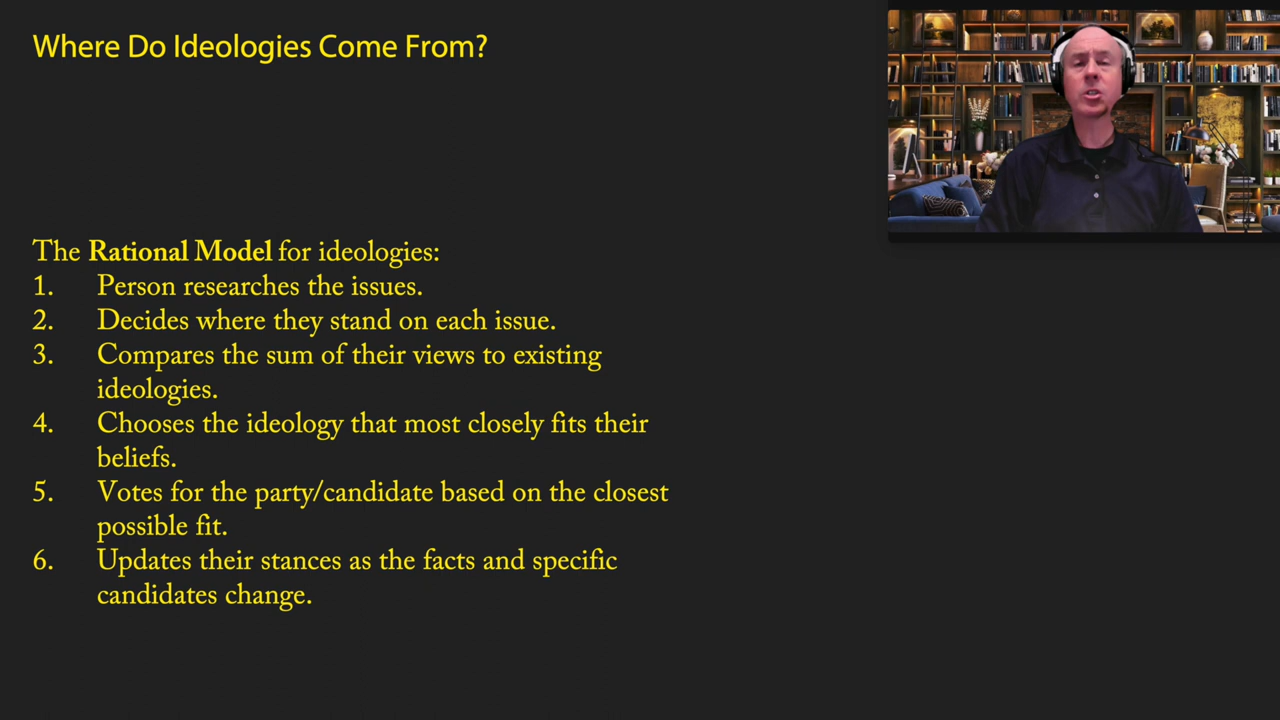 Where Do Ideologies Come From?
The Rational Model for ideologies:
1. Person researches the issues.
2. Decides where they stand on each issue.
3. Compares the sum of their views to existing
ideologies.
4. Chooses the ideology that most closely fits their
beliefs.
5. Votes for the party/candidate based on the closest
possible fit.
6. Updates their stances as the facts and specific
candidates change.